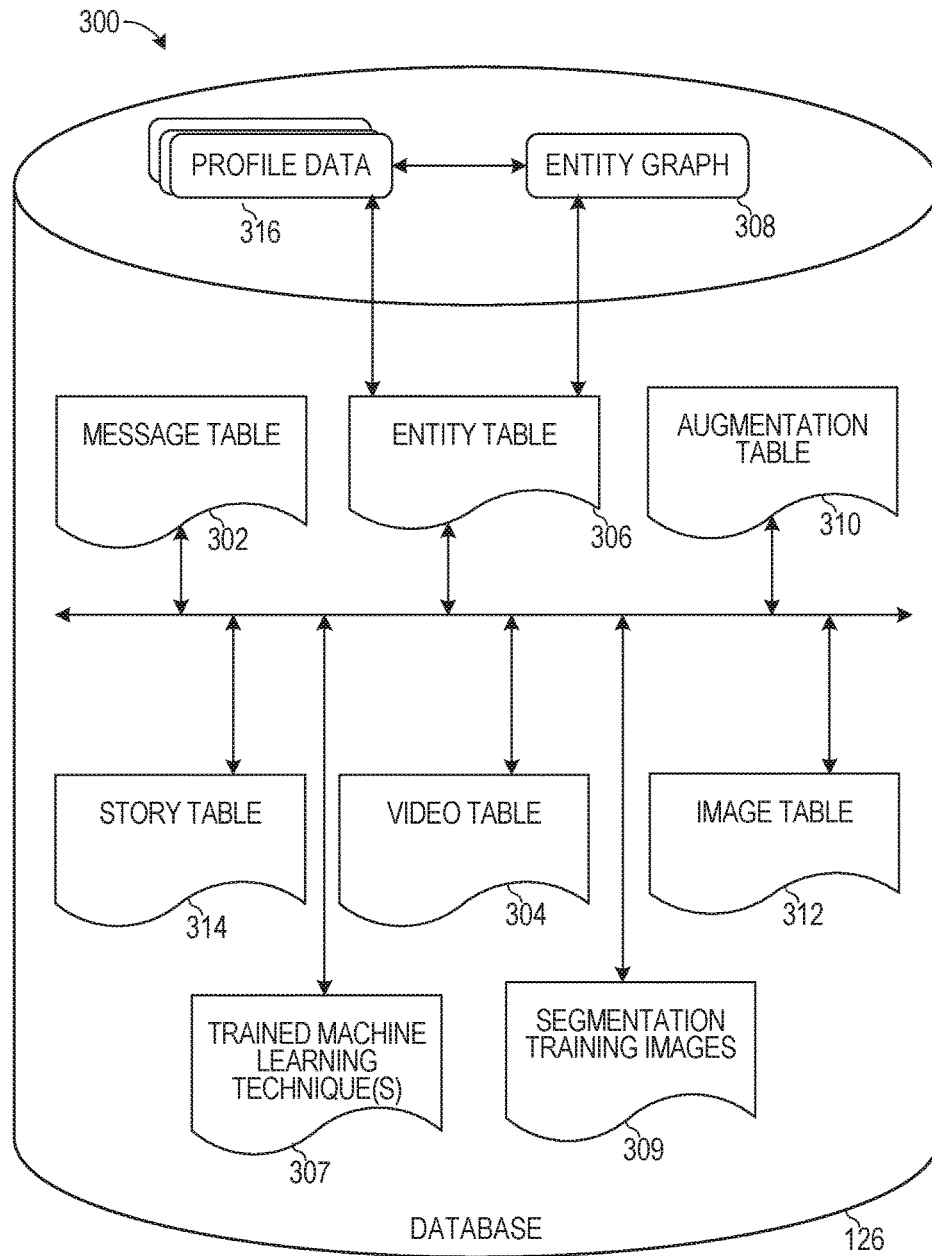 300
PROFILE DATA
ENTITY GRAPH
316
308
MESSAGE TABLE
ENTITY TABLE
AUGMENTATION
TABLE
302
306
310
STORY TABLE
VIDEO TABLE
IMAGE TABLE
314
304
312
TRAINED MACHINE
LEARNING
TECHNIQUE(S)
SEGMENTATION
TRAINING IMAGES
307
309
DATABASE
126